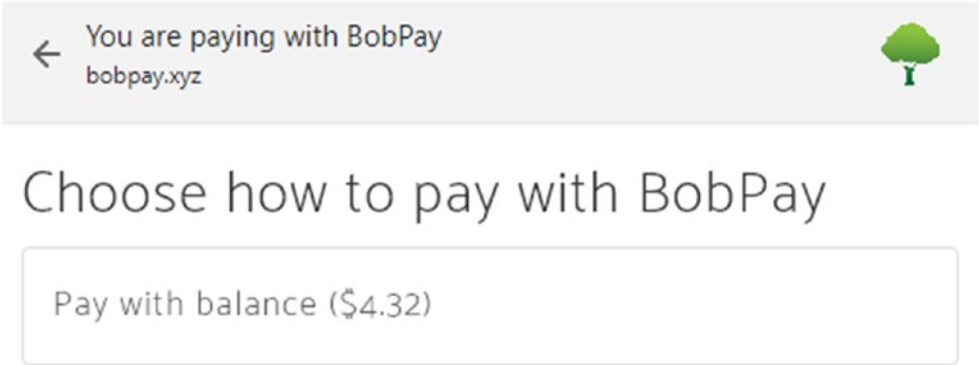 You are paying with BobPay
bobpay.xyz
Choose how to pay with BobPay
Pay with balance ($4.32)